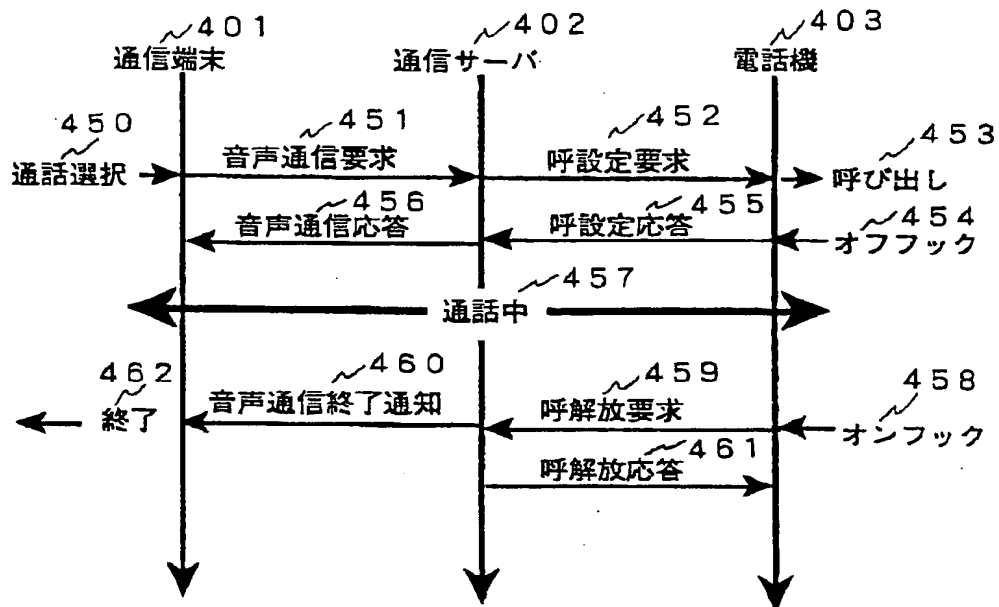 401
402
403
通信端末
通信サーバ
電話機
450
451
452
453
通話選択
音声通信要求
呼設定要求
呼び出し
456
455
454
音声通信応答
呼設定応答
オフフック
457
通話中
462
460
459
458
終了
音声通信終了通知
呼解放要求
オンフック
461
呼解放応答